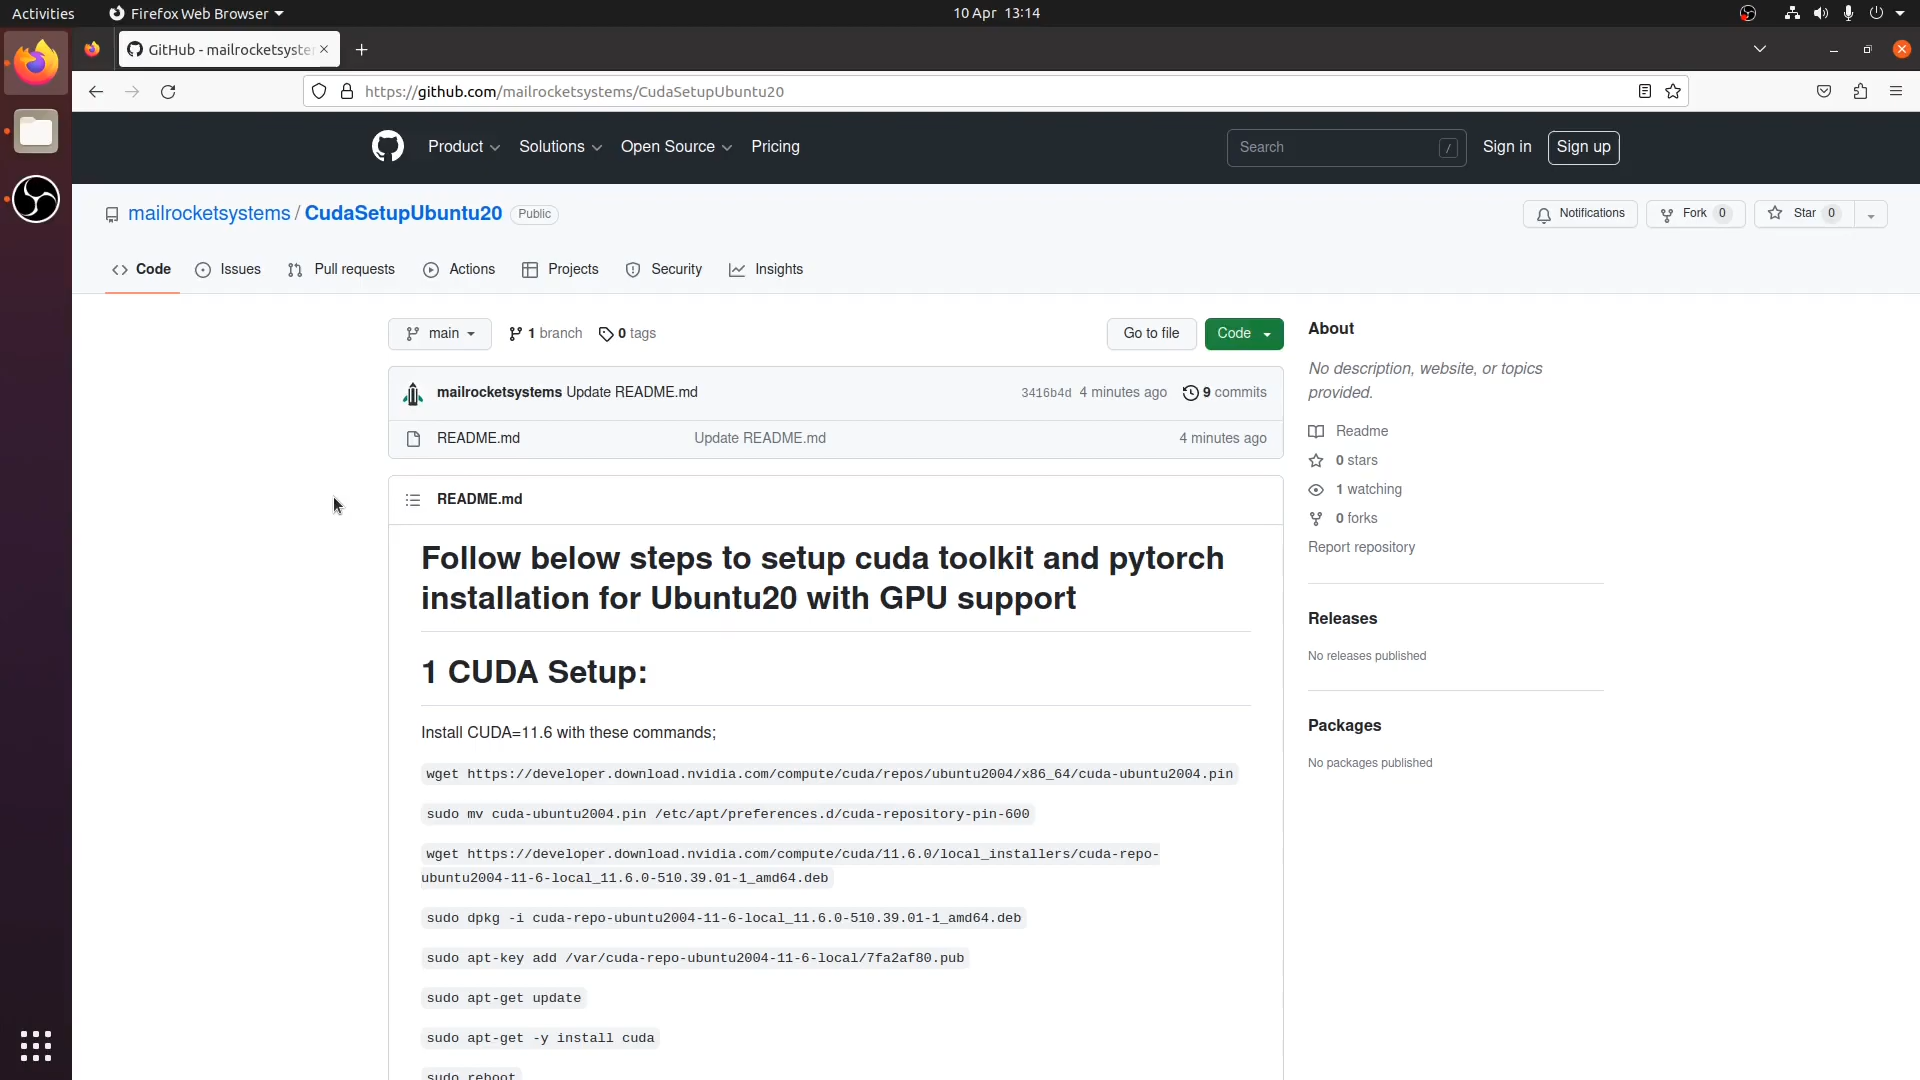 Activities Firefox Web Browser 10 Apr 13:14
GitHub - mailrocketsyste
https://github.com/mailrocketsystems/CudaSetupUbuntu20
Product Solutions Open Source Pricing Search / Sign in Sign up
mailrocketsystems / CudaSetupUbuntu20 Public Notifications Fork 0 Star 0
Code Issues Pull requests Actions Projects Security Insights
main 1 branch 0 tags Go to file Code
mailrocketsystems Update README.md 3416b4d 4 minutes ago 9 commits
README.md Update README.md 4 minutes ago
README.md
Follow below steps to setup cuda toolkit and pytorch
installation for Ubuntu20 with GPU support
1 CUDA Setup:
Install CUDA=11.6 with these commands;
wget https://developer.download.nvidia.com/compute/cuda/repos/ubuntu2004/x86_64/cuda-ubuntu2004.pin
sudo mv cuda-ubuntu2004.pin /etc/apt/preferences.d/cuda-repository-pin-600
wget https://developer.download.nvidia.com/compute/cuda/11.6.0/local_installers/cuda-repo-
ubuntu2004-11-6-local_11.6.0-510.39.01-1_amd64.deb
sudo dpkg -i cuda-repo-ubuntu2004-11-6-local_11.6.0-510.39.01-1_amd64.deb
sudo apt-key add /var/cuda-repo-ubuntu2004-11-6-local/7fa2af80.pub
sudo apt-get update
sudo apt-get -y install cuda
sudo reboot
About
No description, website, or topics
provided.
Readme
0 stars
1 watching
0 forks
Report repository
Releases
No releases published
Packages
No packages published